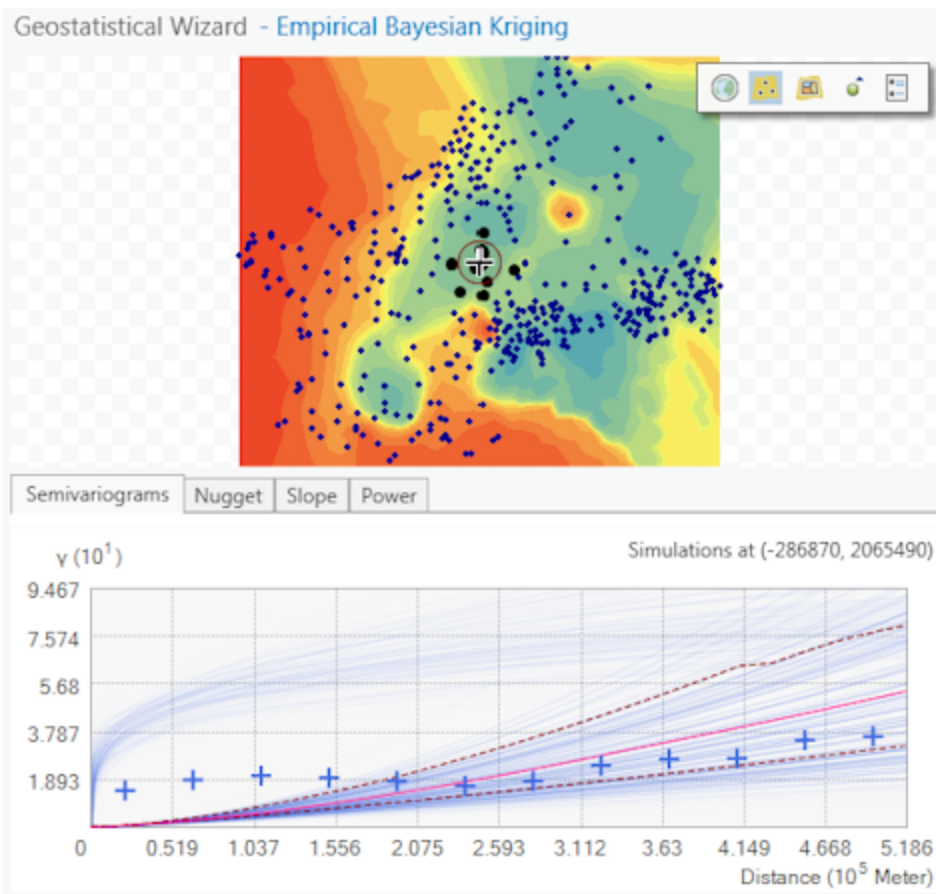 Geostatistical Wizard - Empirical Bayesian Kriging
Semivariograms Nugget Slope Power
γ (10¹)
Simulations at (-286870, 2065490)
9.467
7.574
5.68
3.787
1.893
0 0.519 1.037 1.556 2.075 2.593 3.112 3.63 4.149 4.668 5.186
Distance (10⁵ Meter)